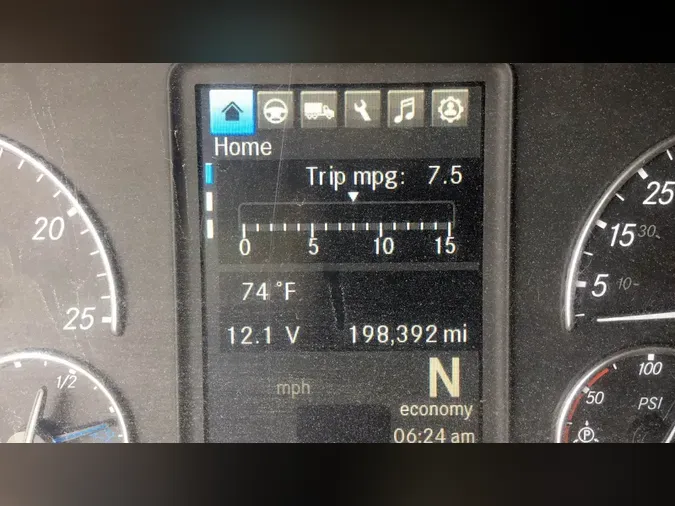 Home
Trip mpg: 7.5
0 5 10 15
74 °F
12.1 V 198,392 mi
mph N
economy
06:24 am
20
25
1/2
25
15 30
5 10
100
50 PSI
P